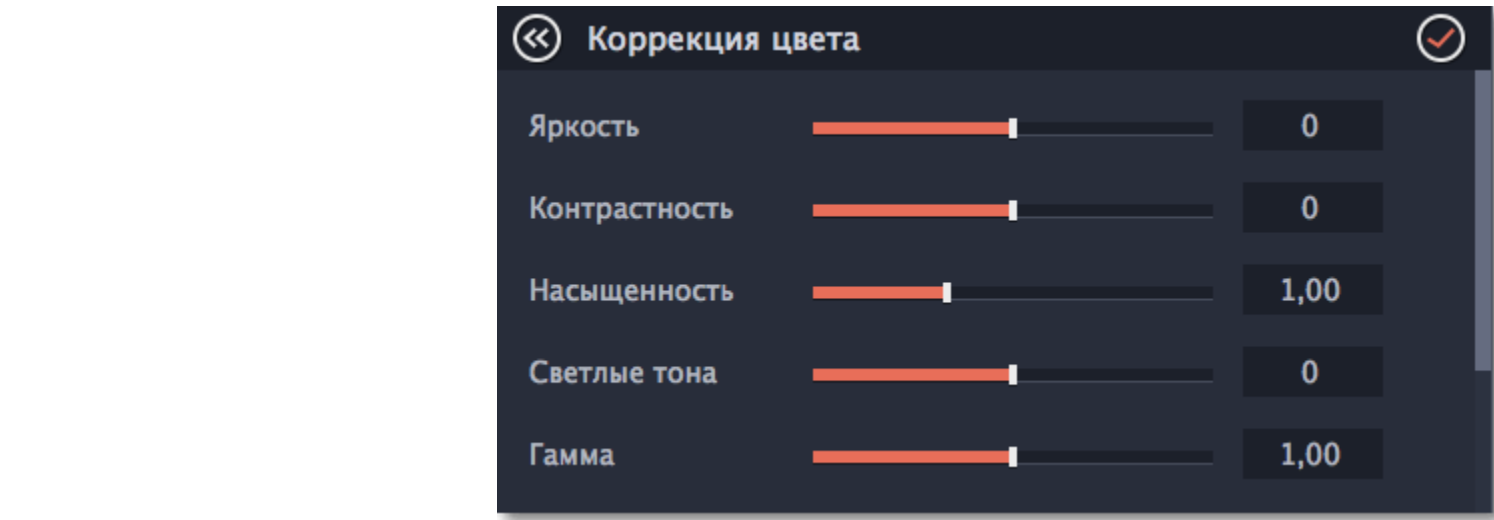 Коррекция цвета
Яркость 0
Контрастность 0
Насыщенность 1,00
Светлые тона 0
Гамма 1,00